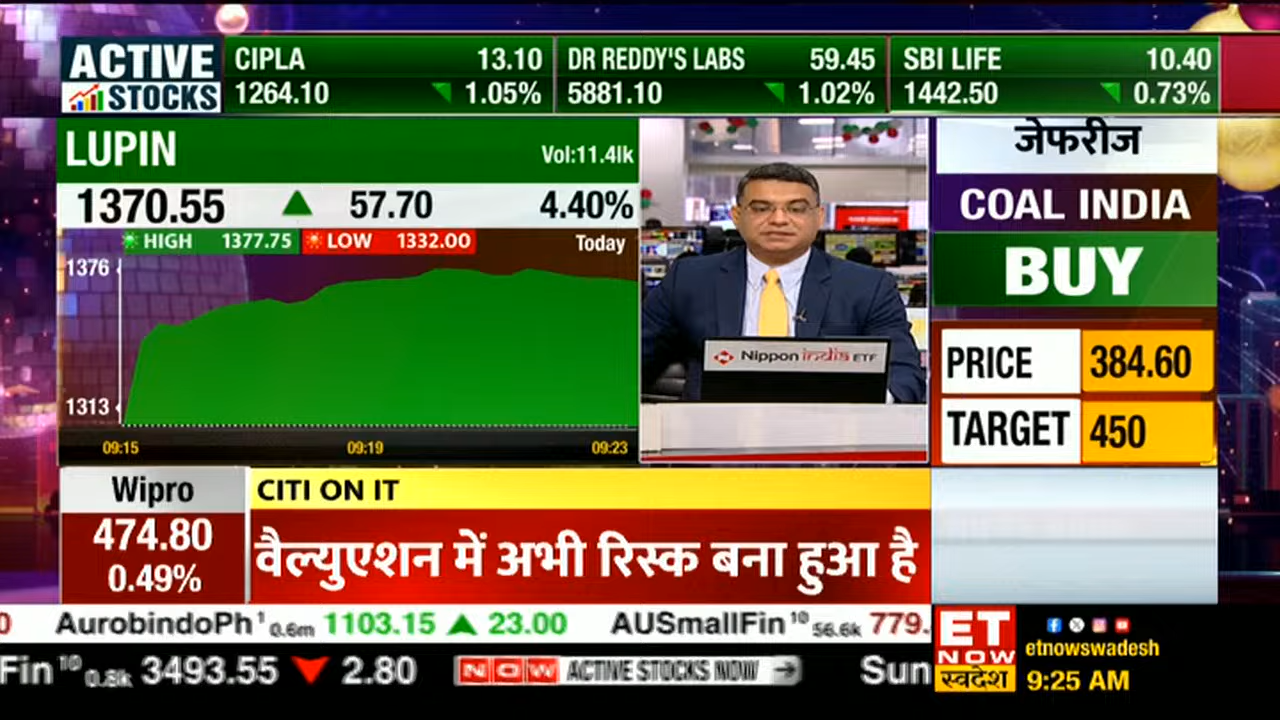 ACTIVE
STOCKS
CIPLA 13.10
1264.10 1.05%
DR REDDY'S LABS 59.45
5881.10 1.02%
SBI LIFE 10.40
1442.50 0.73%
LUPIN Vol:11.4lk
1370.55 57.70 4.40%
HIGH 1377.75 LOW 1332.00 Today
1376
1313
09:15 09:19 09:23
Nippon india ETF
जेफरीज
COAL INDIA
BUY
PRICE 384.60
TARGET 450
Wipro
474.80
0.49%
CITI ON IT
वैल्युएशन में अभी रिस्क बना हुआ है
0 AurobindoPh 1 0.6m 1103.15 23.00 AUSmallFin 10 56.6k 779.
Fin 10 0.8k 3493.55 2.80 NOW ACTIVE STOCKS NOW Sun
ET
NOW
स्वदेश
etnowswadesh
9:25 AM